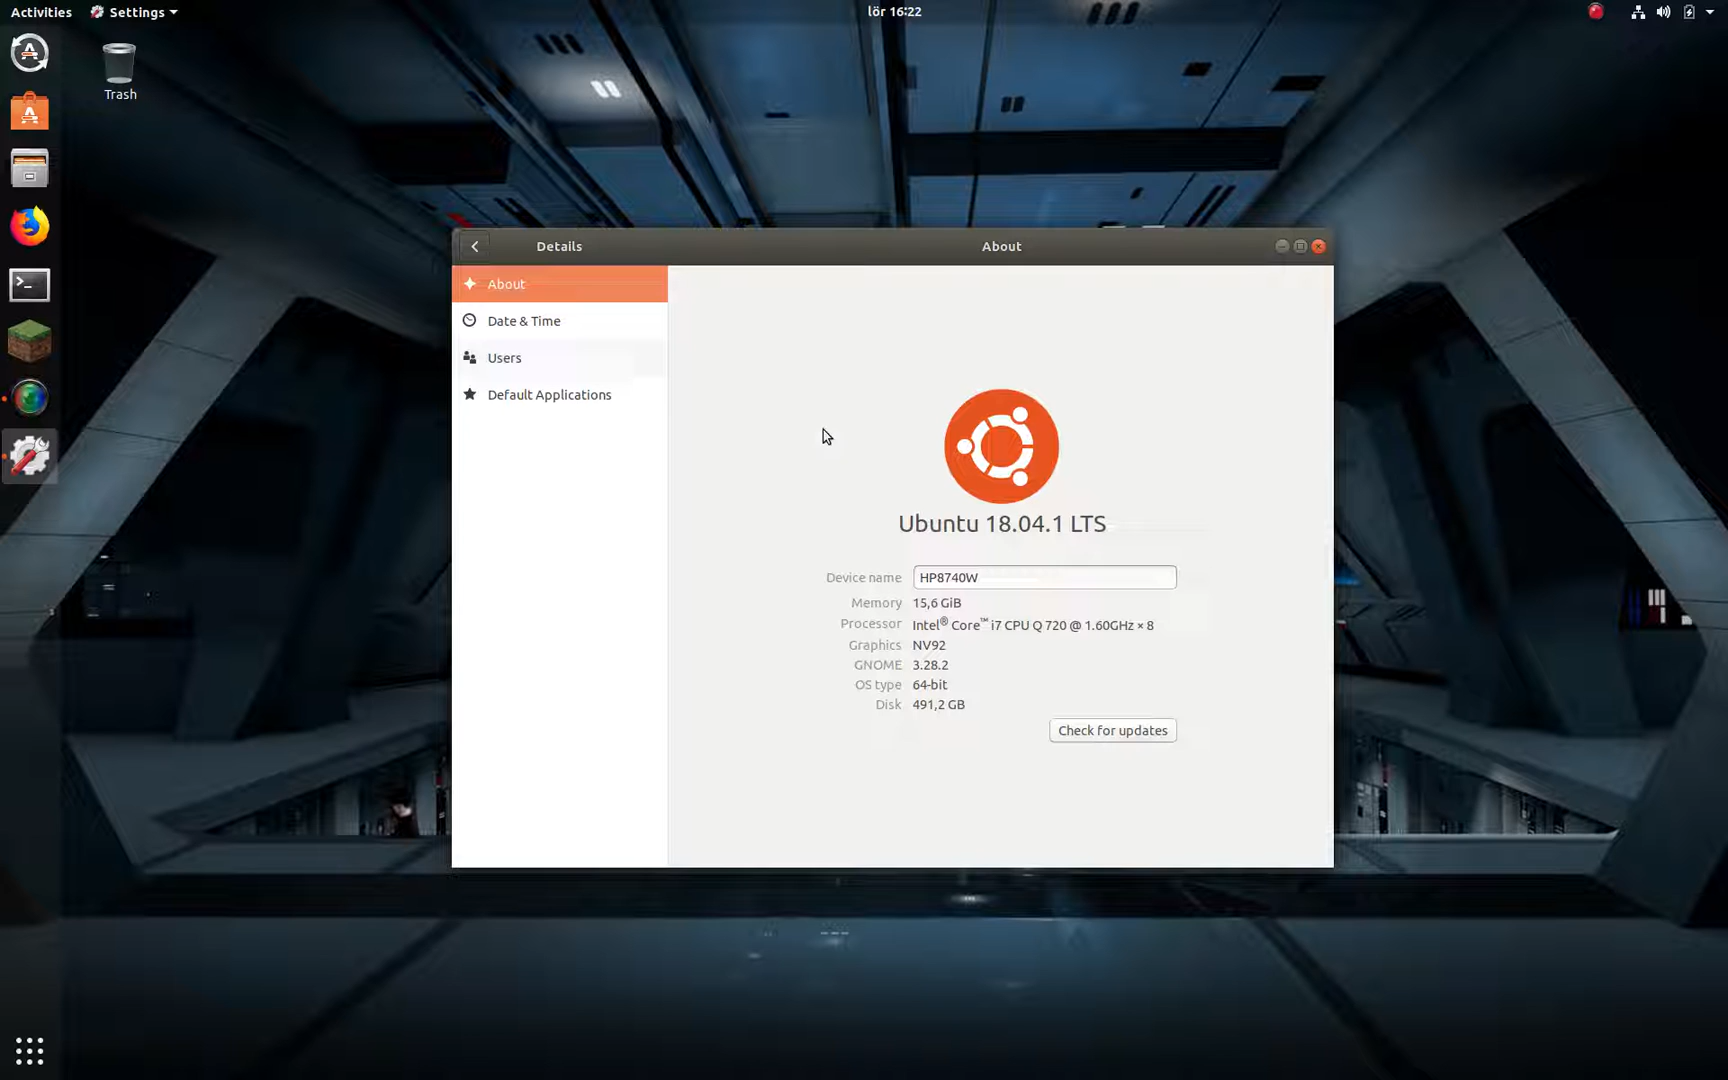 Activities
Settings
lör 16:22
Trash
Details
About
About
Date & Time
Users
Default Applications
Ubuntu 18.04.1 LTS
Device name HP8740W
Memory 15,6 GiB
Processor Intel® Core™ i7 CPU Q 720 @ 1.60GHz × 8
Graphics NV92
GNOME 3.28.2
OS type 64-bit
Disk 491,2 GB
Check for updates